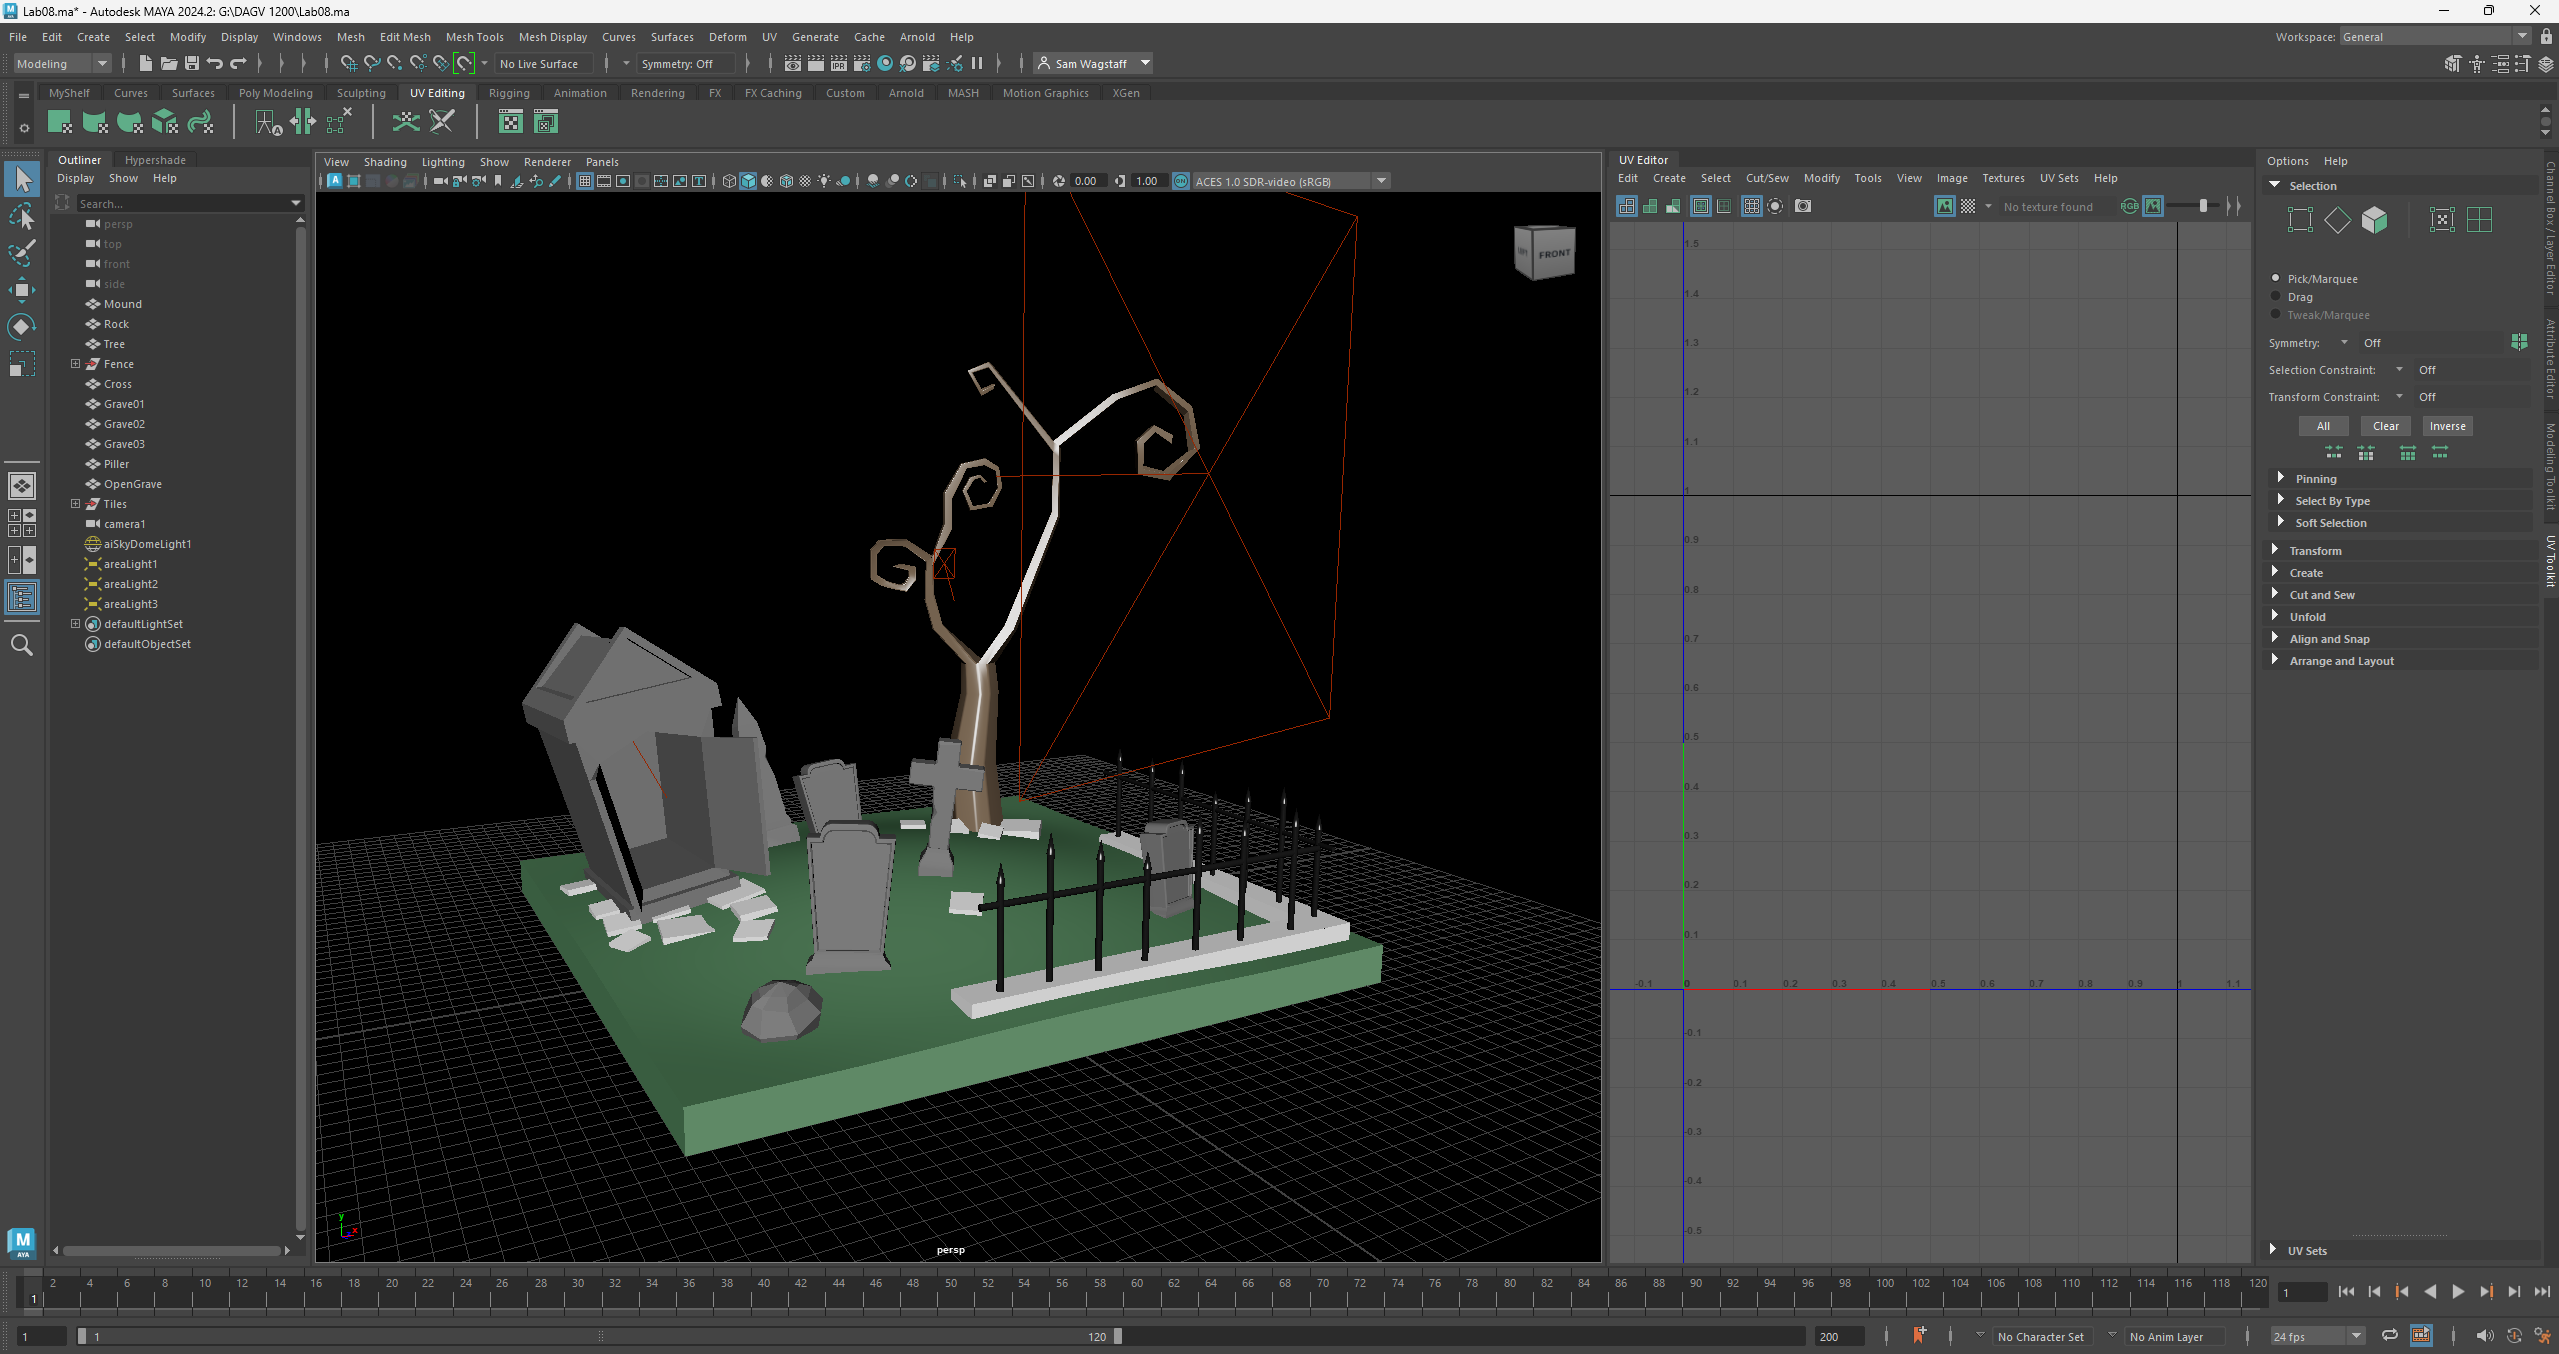 Lab08.ma* - Autodesk MAYA 2024.2: G:\DAGV 1200\Lab08.ma
File Edit Create Select Modify Display Windows Mesh Edit Mesh Mesh Tools Mesh Display Curves Surfaces Deform UV Generate Cache Arnold Help
Workspace: General
Modeling No Live Surface Symmetry: Off Sam Wagstaff
MyShelf Curves Surfaces Poly Modeling Sculpting UV Editing Rigging Animation Rendering FX FX Caching Custom Arnold MASH Motion Graphics XGen
Outliner Hypershade
Display Show Help
Search...
persp
top
front
side
Mound
Rock
Tree
Fence
Cross
Grave01
Grave02
Grave03
Piller
OpenGrave
Tiles
camera1
aiSkyDomeLight1
areaLight1
areaLight2
areaLight3
defaultLightSet
defaultObjectSet
View Shading Lighting Show Renderer Panels
0.00 1.00 ACES 1.0 SDR-video (sRGB)
FRONT
persp
y
x
UV Editor
Edit Create Select Cut/Sew Modify Tools View Image Textures UV Sets Help
No texture found
RGB
1.5
1.4
1.3
1.2
1.1
1
0.9
0.8
0.7
0.6
0.5
0.4
0.3
0.2
0.1
-0.1 0 0.1 0.2 0.3 0.4 0.5 0.6 0.7 0.8 0.9 1 1.1
-0.1
-0.2
-0.3
-0.4
-0.5
Options Help
Selection
Pick/Marquee
Drag
Tweak/Marquee
Symmetry: Off
Selection Constraint: Off
Transform Constraint: Off
All Clear Inverse
Pinning
Select By Type
Soft Selection
Transform
Create
Cut and Sew
Unfold
Align and Snap
Arrange and Layout
UV Sets
Channel Box / Layer Editor
Attribute Editor
Modeling Toolkit
UV Toolkit
M
AYA
2 4 6 8 10 12 14 16 18 20 22 24 26 28 30 32 34 36 38 40 42 44 46 48 50 52 54 56 58 60 62 64 66 68 70 72 74 76 78 80 82 84 86 88 90 92 94 96 98 100 102 104 106 108 110 112 114 116 118 120
1 1
1 1 120 200 No Character Set No Anim Layer 24 fps